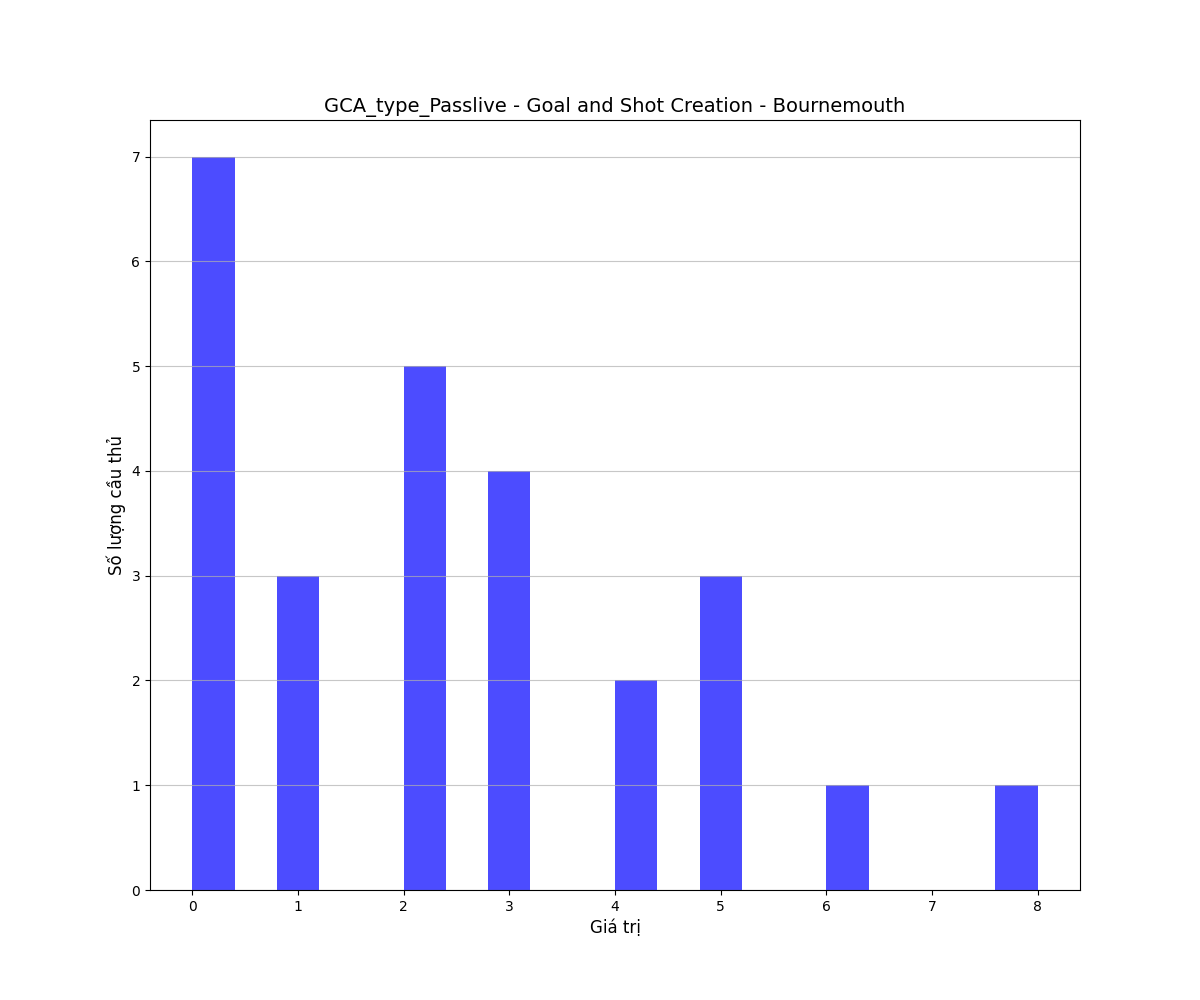 GCA_type_Passlive - Goal and Shot Creation - Bournemouth
Số lượng cầu thủ
7
6
5
4
3
2
1
0
0 1 2 3 4 5 6 7 8
Giá trị